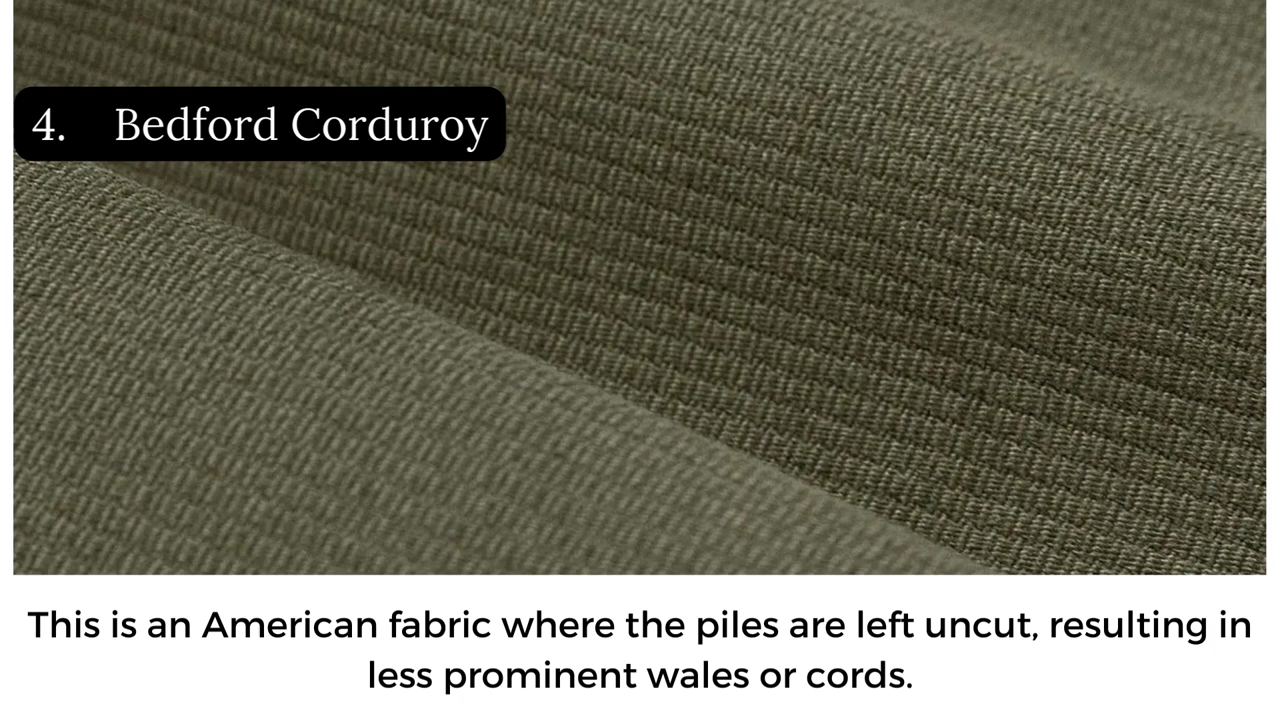 4. Bedford Corduroy
This is an American fabric where the piles are left uncut, resulting in
less prominent wales or cords.